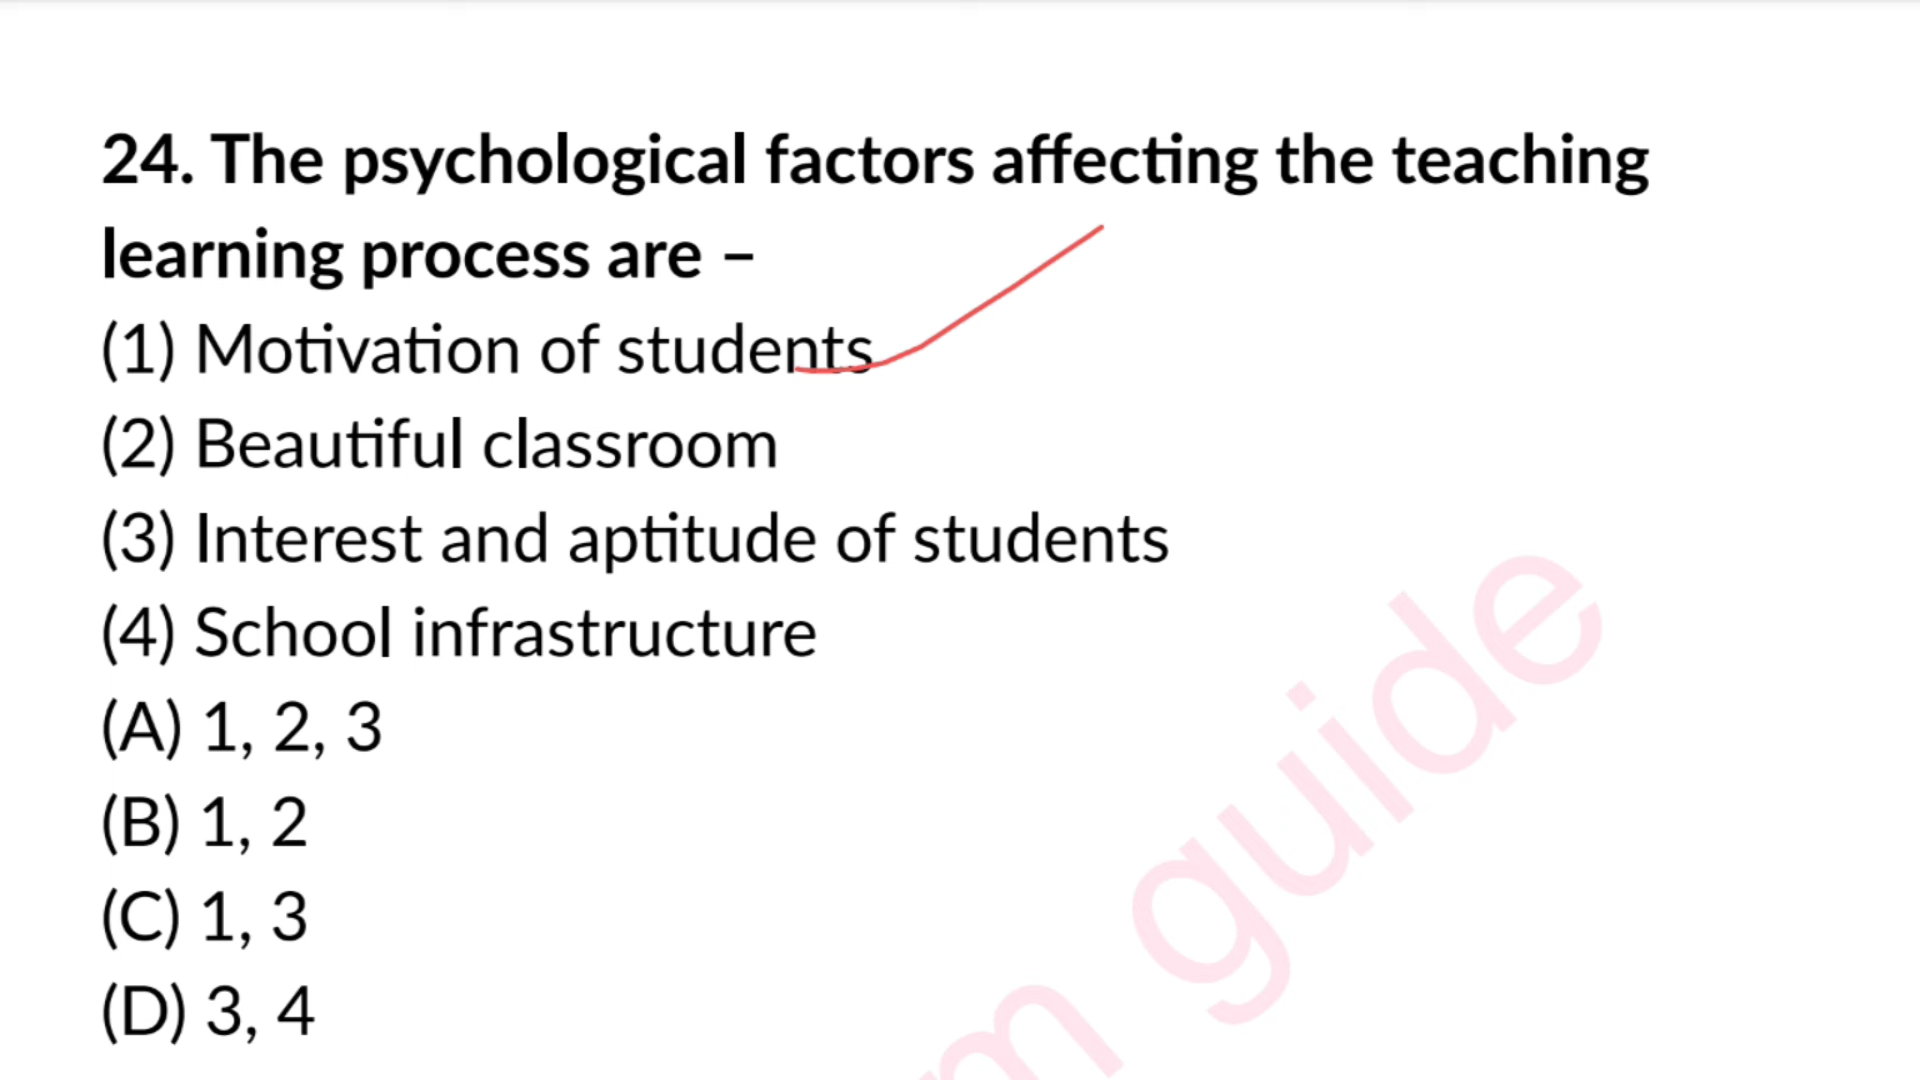 24. The psychological factors affecting the teaching
learning process are –
(1) Motivation of students
(2) Beautiful classroom
(3) Interest and aptitude of students
(4) School infrastructure
(A) 1, 2, 3
(B) 1, 2
(C) 1, 3
(D) 3, 4
m guide